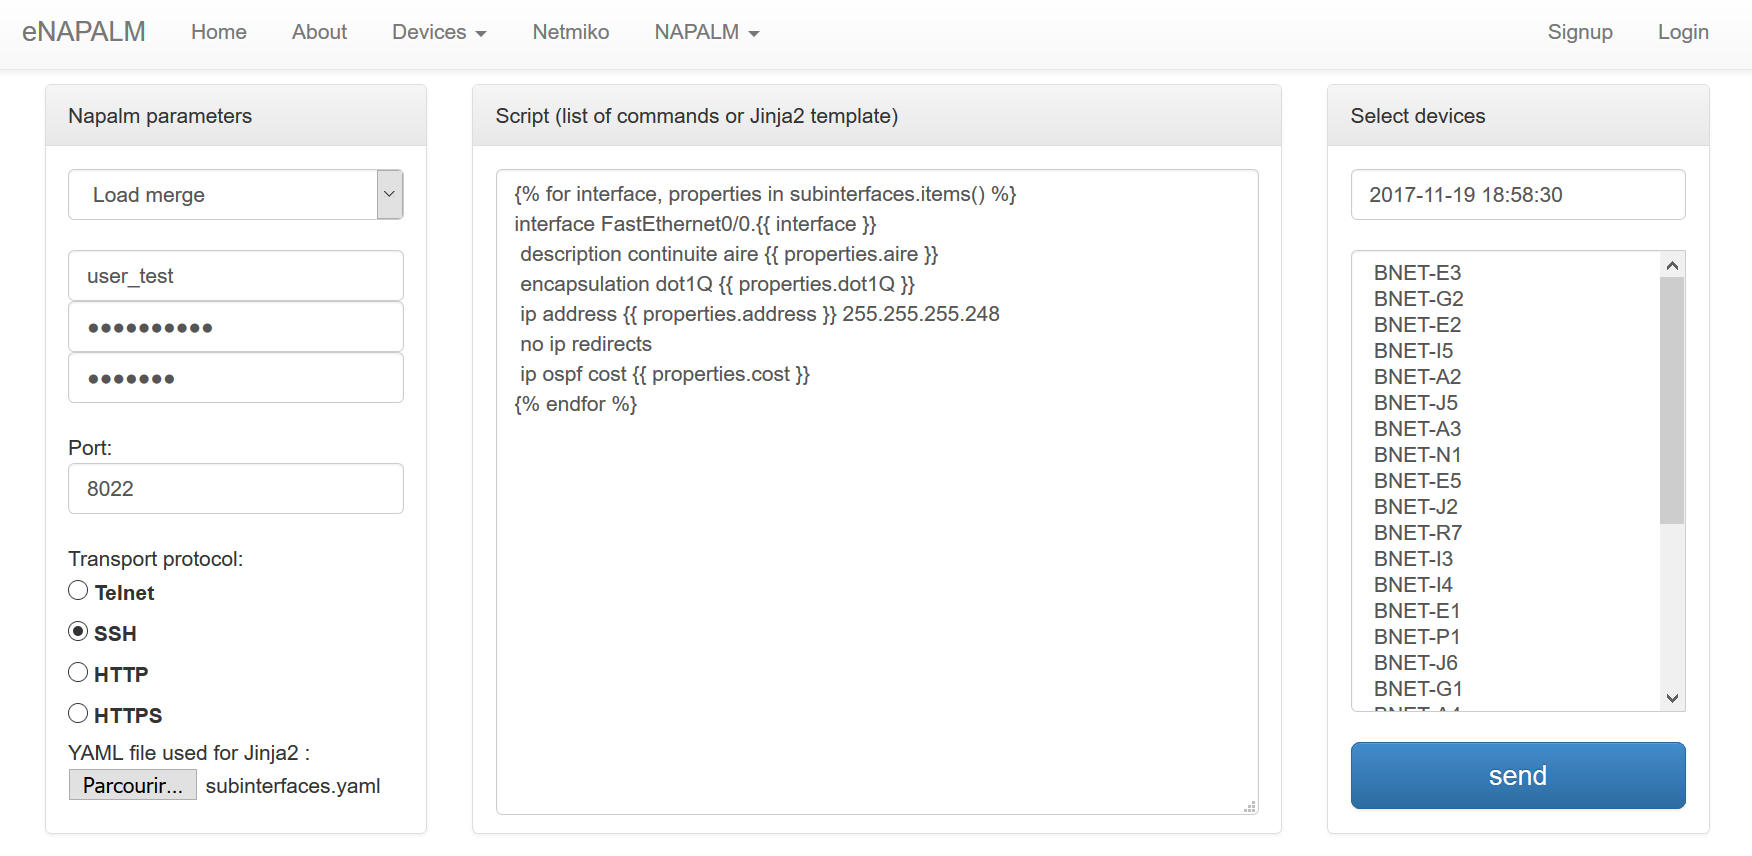 eNAPALM Home About Devices Netmiko NAPALM Signup Login
Napalm parameters
Load merge
user_test
●●●●●●●●●●
●●●●●●●
Port:
8022
Transport protocol:
Telnet
SSH
HTTP
HTTPS
YAML file used for Jinja2 :
Parcourir... subinterfaces.yaml
Script (list of commands or Jinja2 template)
{% for interface, properties in subinterfaces.items() %}
interface FastEthernet0/0.{{ interface }}
 description continuite aire {{ properties.aire }}
 encapsulation dot1Q {{ properties.dot1Q }}
 ip address {{ properties.address }} 255.255.255.248
 no ip redirects
 ip ospf cost {{ properties.cost }}
{% endfor %}
Select devices
2017-11-19 18:58:30
BNET-E3
BNET-G2
BNET-E2
BNET-I5
BNET-A2
BNET-J5
BNET-A3
BNET-N1
BNET-E5
BNET-J2
BNET-R7
BNET-I3
BNET-I4
BNET-E1
BNET-P1
BNET-J6
BNET-G1
send